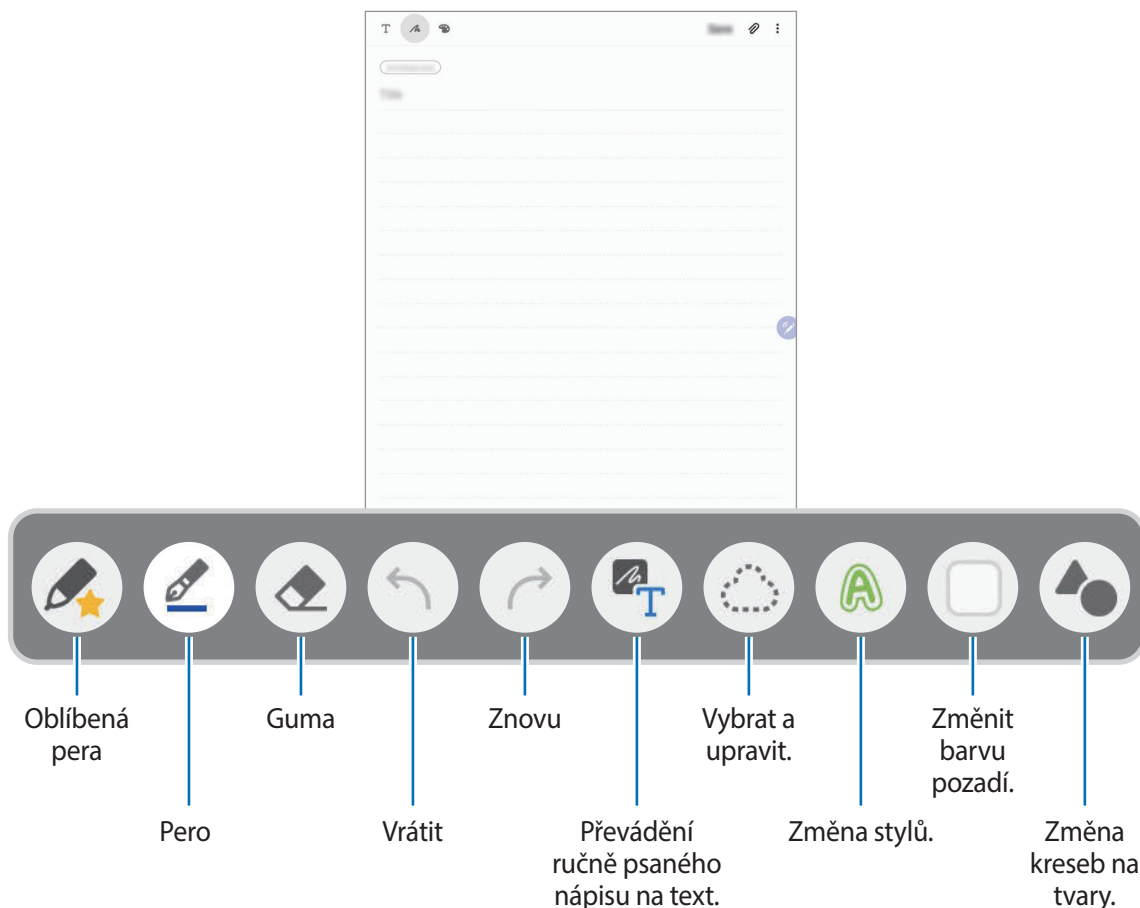 T
Oblíbená
pera
Guma
Znovu
Vybrat a
upravit.
Změnit
barvu
pozadí.
Pero
Vrátit
Převádění
ručně psaného
nápisu na text.
Změna stylů.
Změna
kreseb na
tvary.